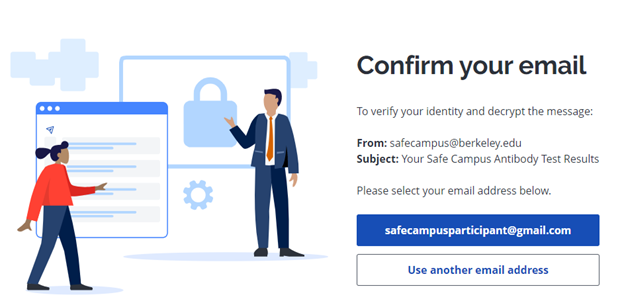 Confirm your email
To verify your identity and decrypt the message:
From: safecampus@berkeley.edu
Subject: Your Safe Campus Antibody Test Results
Please select your email address below.
safecampusparticipant@gmail.com
Use another email address